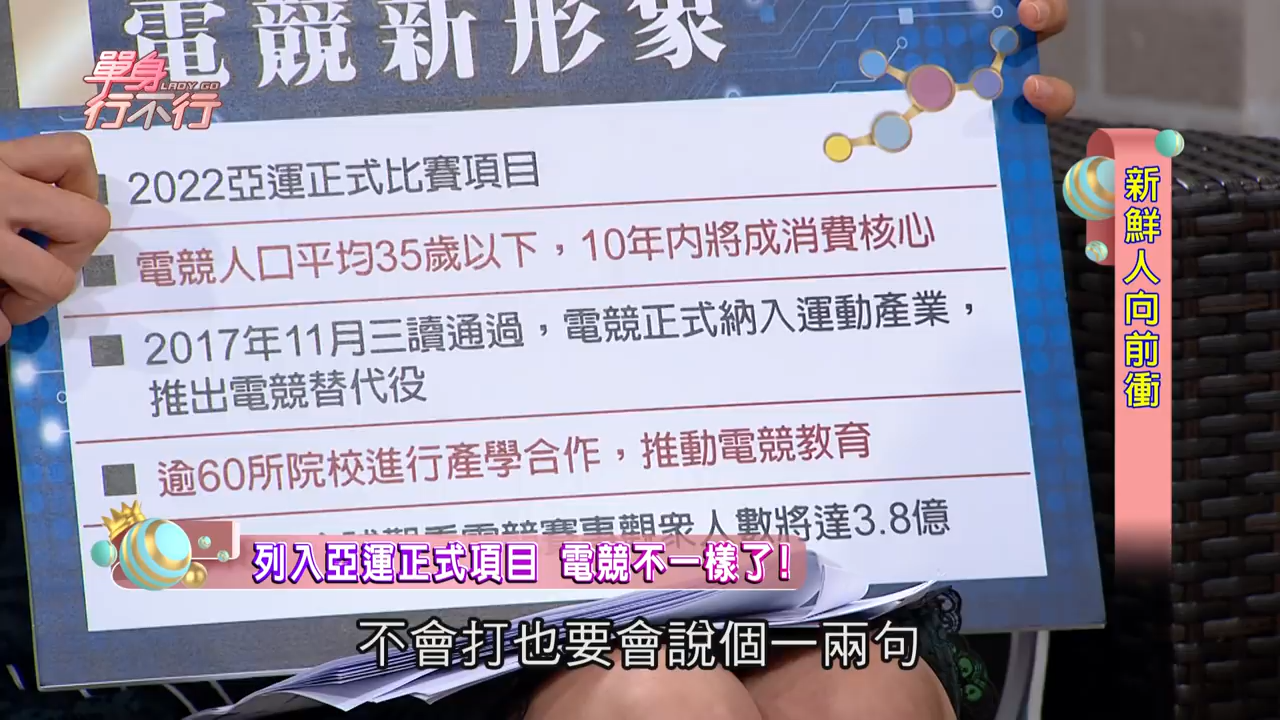 電競新形象
單身
LADY GO
行不行
2022亞運正式比賽項目
電競人口平均35歲以下，10年內將成消費核心
2017年11月三讀通過，電競正式納入運動產業，
推出電競替代役
逾60所院校進行產學合作，推動電競教育
觀看電競賽事觀眾人數將達3.8億
新鮮人向前衝
列入亞運正式項目 電競不一樣了!
不會打也要會說個一兩句